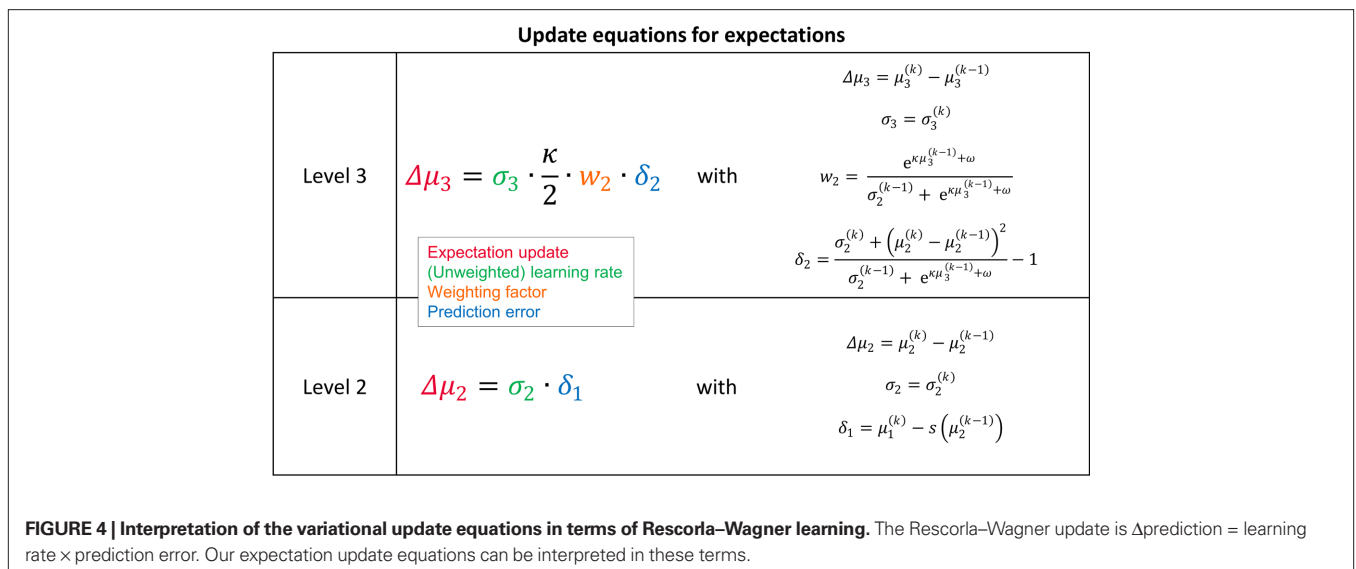 Update equations for expectations
Level 3
Δμ₃ = σ₃ · κ/2 · w₂ · δ₂ with
Δμ₃ = μ₃^(k) − μ₃^(k−1)
σ₃ = σ₃^(k)
w₂ = e^(κμ₃^(k−1)+ω) / (σ₂^(k−1) + e^(κμ₃^(k−1)+ω))
δ₂ = (σ₂^(k) + (μ₂^(k) − μ₂^(k−1))²) / (σ₂^(k−1) + e^(κμ₃^(k−1)+ω)) − 1
Expectation update
(Unweighted) learning rate
Weighting factor
Prediction error
Level 2
Δμ₂ = σ₂ · δ₁ with
Δμ₂ = μ₂^(k) − μ₂^(k−1)
σ₂ = σ₂^(k)
δ₁ = μ₁^(k) − s(μ₂^(k−1))
FIGURE 4 | Interpretation of the variational update equations in terms of Rescorla–Wagner learning. The Rescorla–Wagner update is Δprediction = learning
rate × prediction error. Our expectation update equations can be interpreted in these terms.